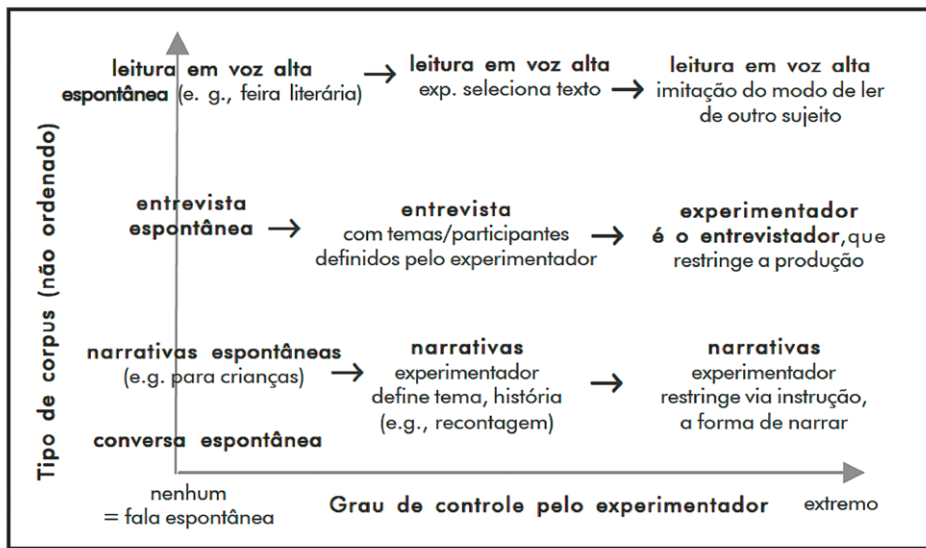 Tipo de corpus (não ordenado)
leitura em voz alta
espontânea (e. g., feira literária)
→
leitura em voz alta
exp. seleciona texto
→
leitura em voz alta
imitação do modo de ler
de outro sujeito
entrevista
espontânea
→
entrevista
com temas/participantes
definidos pelo experimentador
→
experimentador
é o entrevistador,que
restringe a produção
narrativas espontâneas
(e.g. para crianças)
→
narrativas
experimentador
define tema, história
(e.g., recontagem)
→
narrativas
experimentador
restringe via instrução,
a forma de narrar
conversa espontânea
nenhum
= fala espontânea
Grau de controle pelo experimentador
extremo